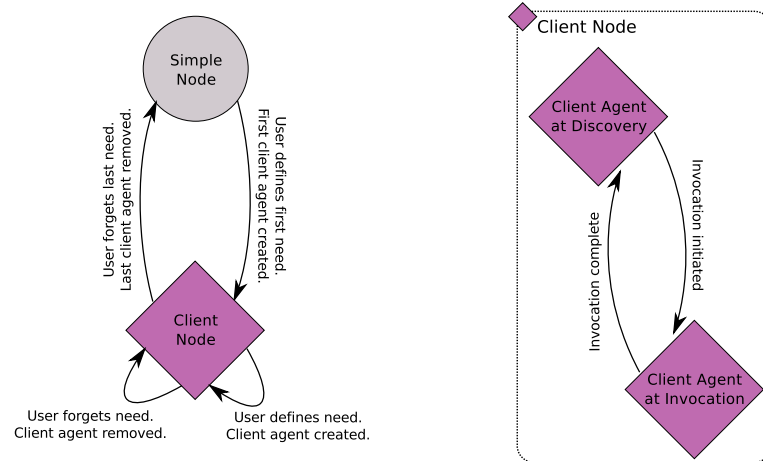 Simple
Node
User forgets last need.
Last client agent removed.
User defines first need.
First client agent created.
Client
Node
User forgets need.
Client agent removed.
User defines need.
Client agent created.
Client Node
Client Agent
at Discovery
Invocation initiated
Invocation complete
Client Agent
at Invocation